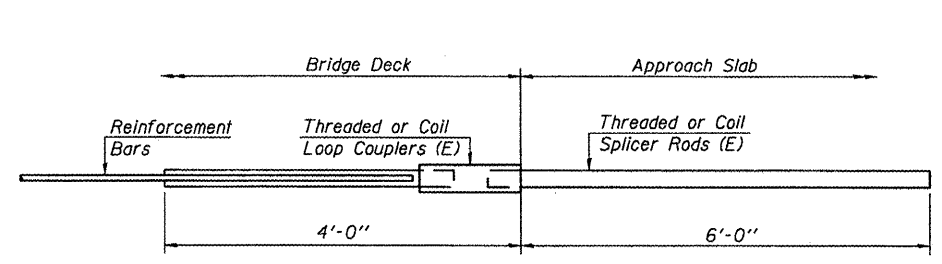 Bridge Deck
Approach Slab
Reinforcement
Bars
Threaded or Coil
Loop Couplers (E)
Threaded or Coil
Splicer Rods (E)
4'-0"
6'-0"